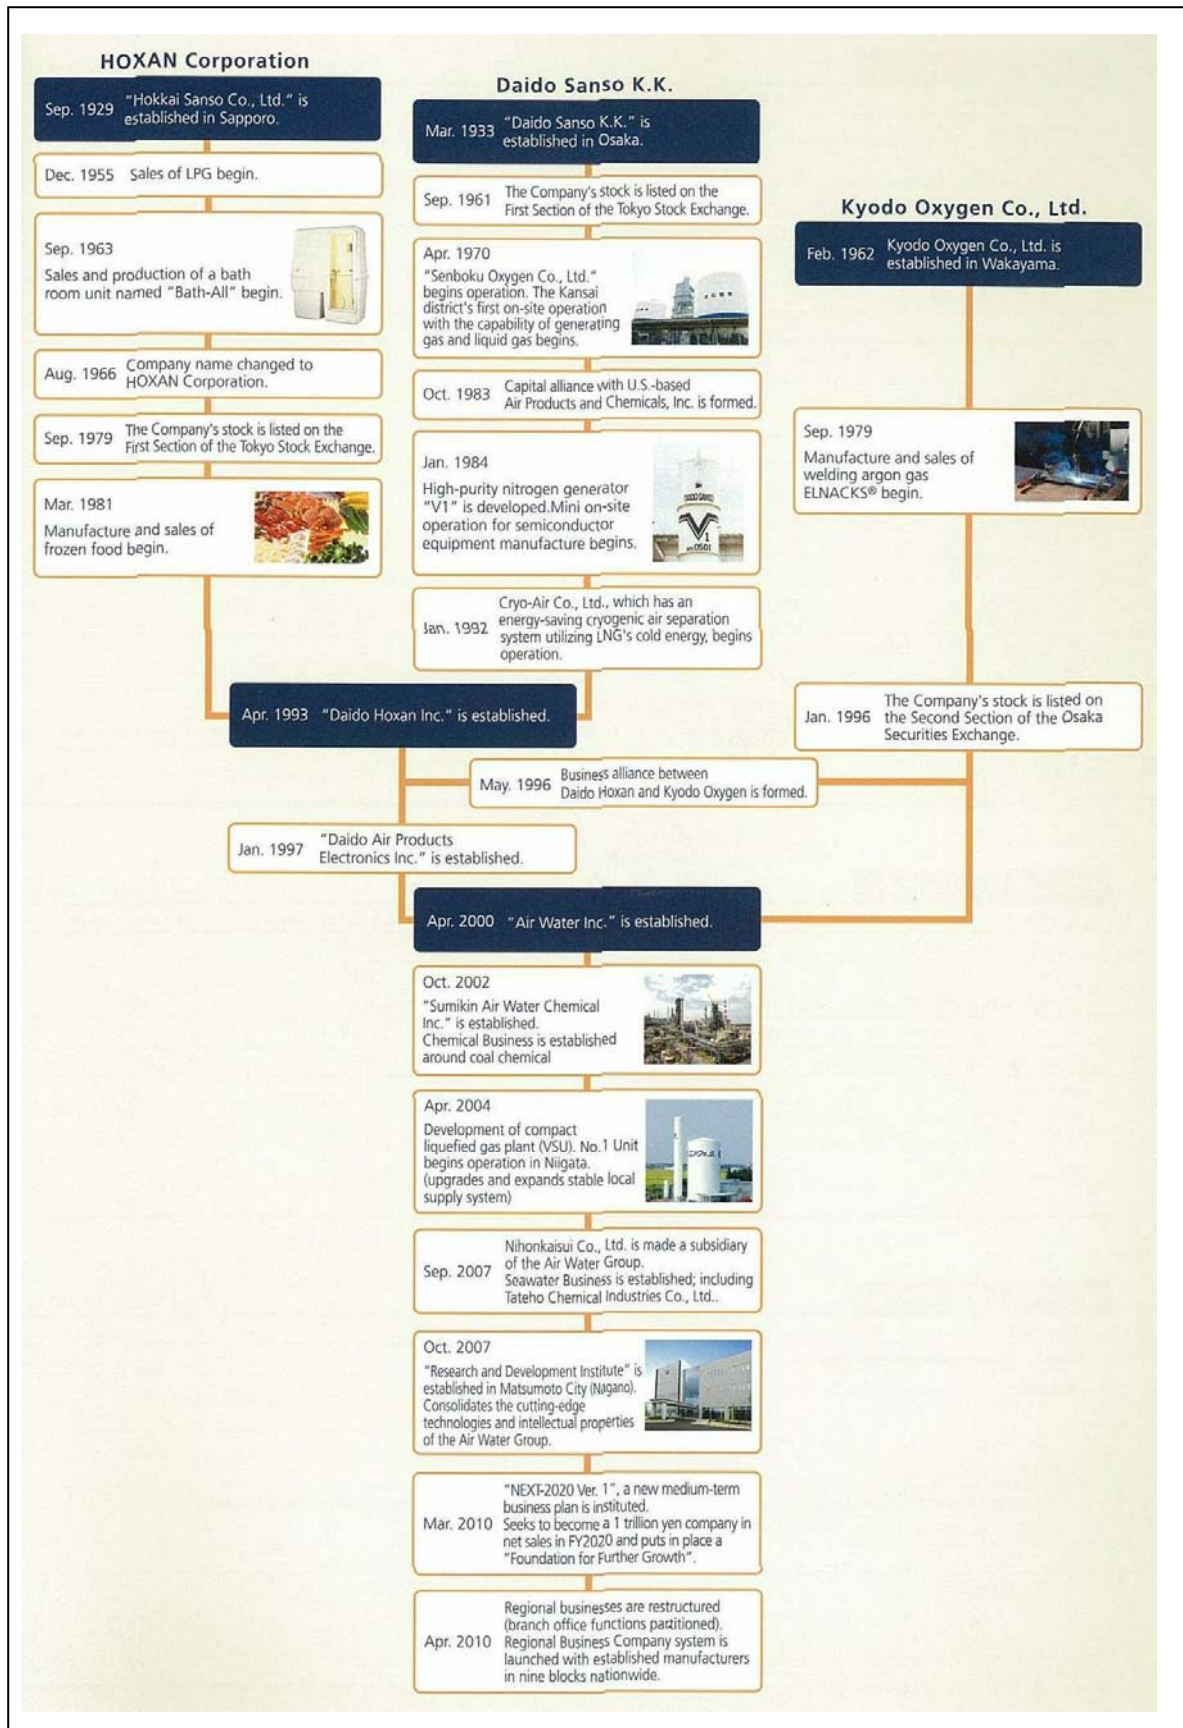 HOXAN Corporation
Sep. 1929 "Hokkai Sanso Co., Ltd." is
established in Sapporo.
Dec. 1955 Sales of LPG begin.
Sep. 1963
Sales and production of a bath
room unit named "Bath-All" begin.
Aug. 1966 Company name changed to
HOXAN Corporation.
Sep. 1979 The Company's stock is listed on the
First Section of the Tokyo Stock Exchange.
Mar. 1981
Manufacture and sales of
frozen food begin.
Daido Sanso K.K.
Mar. 1933 "Daido Sanso K.K." is
established in Osaka.
Sep. 1961 The Company's stock is listed on the
First Section of the Tokyo Stock Exchange.
Apr. 1970
"Senboku Oxygen Co., Ltd."
begins operation. The Kansai
district's first on-site operation
with the capability of generating
gas and liquid gas begins.
Oct. 1983 Capital alliance with U.S.-based
Air Products and Chemicals, Inc. is formed.
Jan. 1984
High-purity nitrogen generator
"V1" is developed.Mini on-site
operation for semiconductor
equipment manufacture begins.
DAIDO SANSO
V
1
Jan. 1992 Cryo-Air Co., Ltd., which has an
energy-saving cryogenic air separation
system utilizing LNG's cold energy, begins
operation.
Kyodo Oxygen Co., Ltd.
Feb. 1962 Kyodo Oxygen Co., Ltd. is
established in Wakayama.
Sep. 1979
Manufacture and sales of
welding argon gas
ELNACKS® begin.
Jan. 1996 The Company's stock is listed on
the Second Section of the Osaka
Securities Exchange.
Apr. 1993 "Daido Hoxan Inc." is established.
May. 1996 Business alliance between
Daido Hoxan and Kyodo Oxygen is formed.
Jan. 1997 "Daido Air Products
Electronics Inc." is established.
Apr. 2000 "Air Water Inc." is established.
Oct. 2002
"Sumikin Air Water Chemical
Inc." is established.
Chemical Business is established
around coal chemical
Apr. 2004
Development of compact
liquefied gas plant (VSU). No.1 Unit
begins operation in Niigata.
(upgrades and expands stable local
supply system)
Sep. 2007 Nihonkaisui Co., Ltd. is made a subsidiary
of the Air Water Group.
Seawater Business is established; including
Tateho Chemical Industries Co., Ltd..
Oct. 2007
"Research and Development Institute" is
established in Matsumoto City (Nagano).
Consolidates the cutting-edge
technologies and intellectual properties
of the Air Water Group.
Mar. 2010 "NEXT-2020 Ver. 1", a new medium-term
business plan is instituted.
Seeks to become a 1 trillion yen company in
net sales in FY2020 and puts in place a
"Foundation for Further Growth".
Apr. 2010 Regional businesses are restructured
(branch office functions partitioned).
Regional Business Company system is
launched with established manufacturers
in nine blocks nationwide.